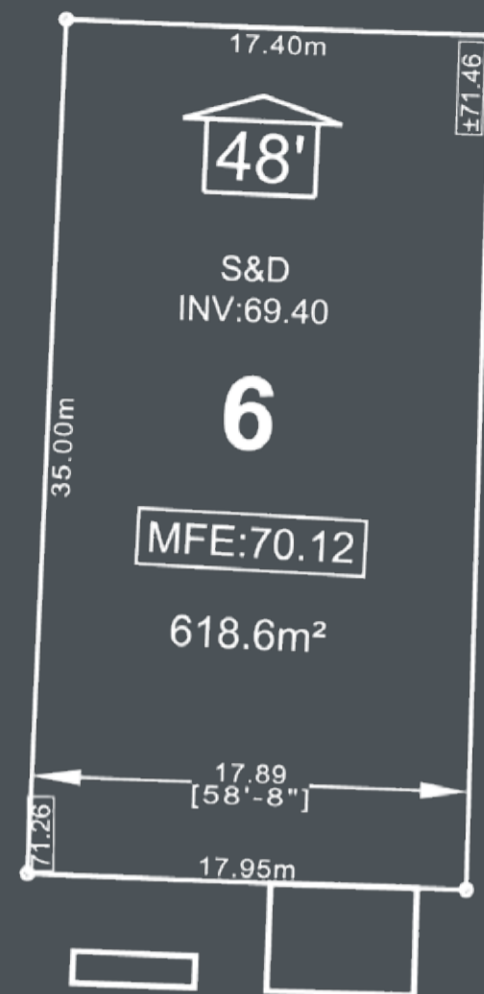 17.40m
±71.46
48'
S&D
INV:69.40
6
35.00m
MFE:70.12
618.6m²
17.89
[58'-8"]
71.26
17.95m